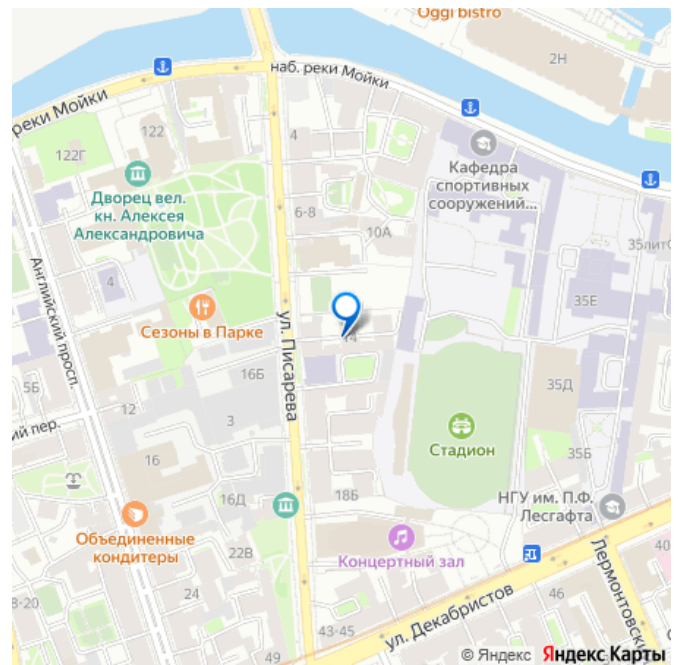 Oggi bistro
2Н
наб. реки Мойки
реки Мойки
122
4
122Г
Кафедра
спортивных
сооружений...
Дворец вел.
кн. Алексея
Александровича
6-8
10А
35лит
Английский просп.
4
35Е
ул. Писарева
Сезоны в Парке
14
5Б
16Б
35Д
12
3
ий пер.
Стадион
16
35Б
16Д
18Б
НГУ им. П.Ф.
Лесгафта
Объединенные
кондитеры
22В
Концертный зал
40
Лермонтовски
24
46
8-20
ул. Декабристов
43-45
49
© Яндекс Яндекс Карты